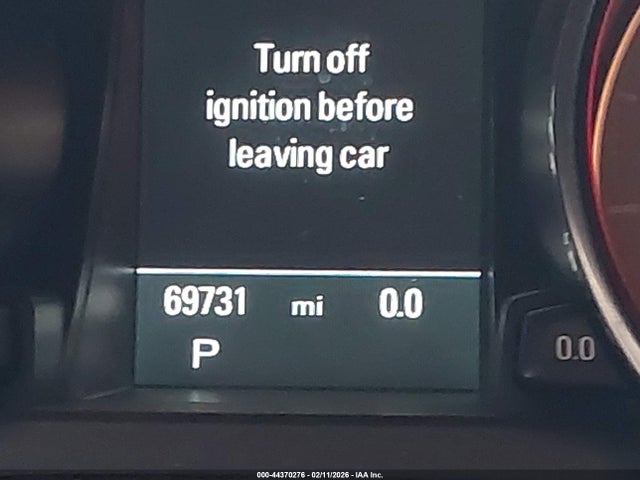 Turn off
ignition before
leaving car
69731 mi 0.0
0.0
P
000-44370276 - 02/11/2026 - IAA Inc.